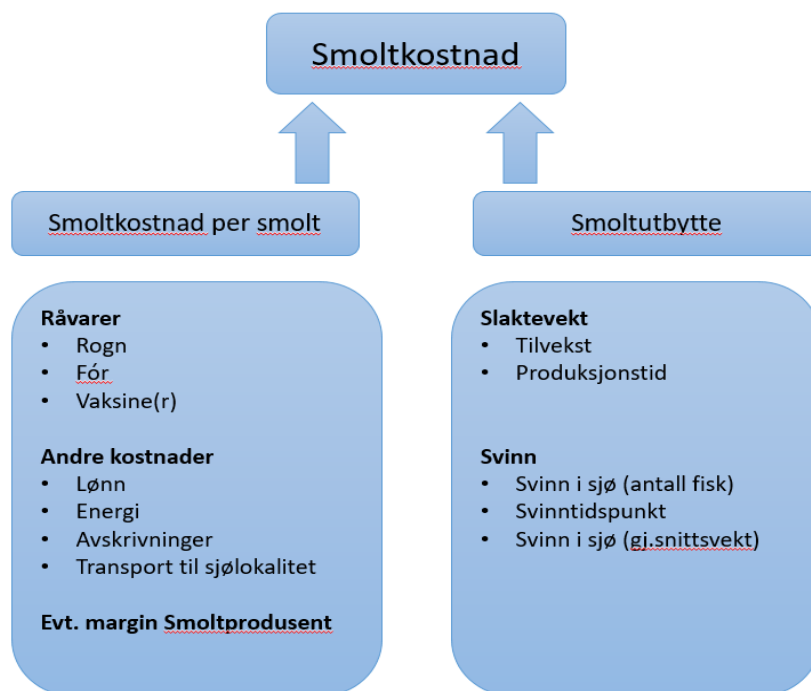 Smoltkostnad
Smoltkostnad per smolt
Smoltutbytte
Råvarer
• Rogn
• Fór
• Vaksine(r)
Andre kostnader
• Lønn
• Energi
• Avskrivninger
• Transport til sjølokalitet
Evt. margin Smoltprodusent
Slaktevekt
• Tilvekst
• Produksjonstid
Svinn
• Svinn i sjø (antall fisk)
• Svinntidspunkt
• Svinn i sjø (gj.snittsvekt)